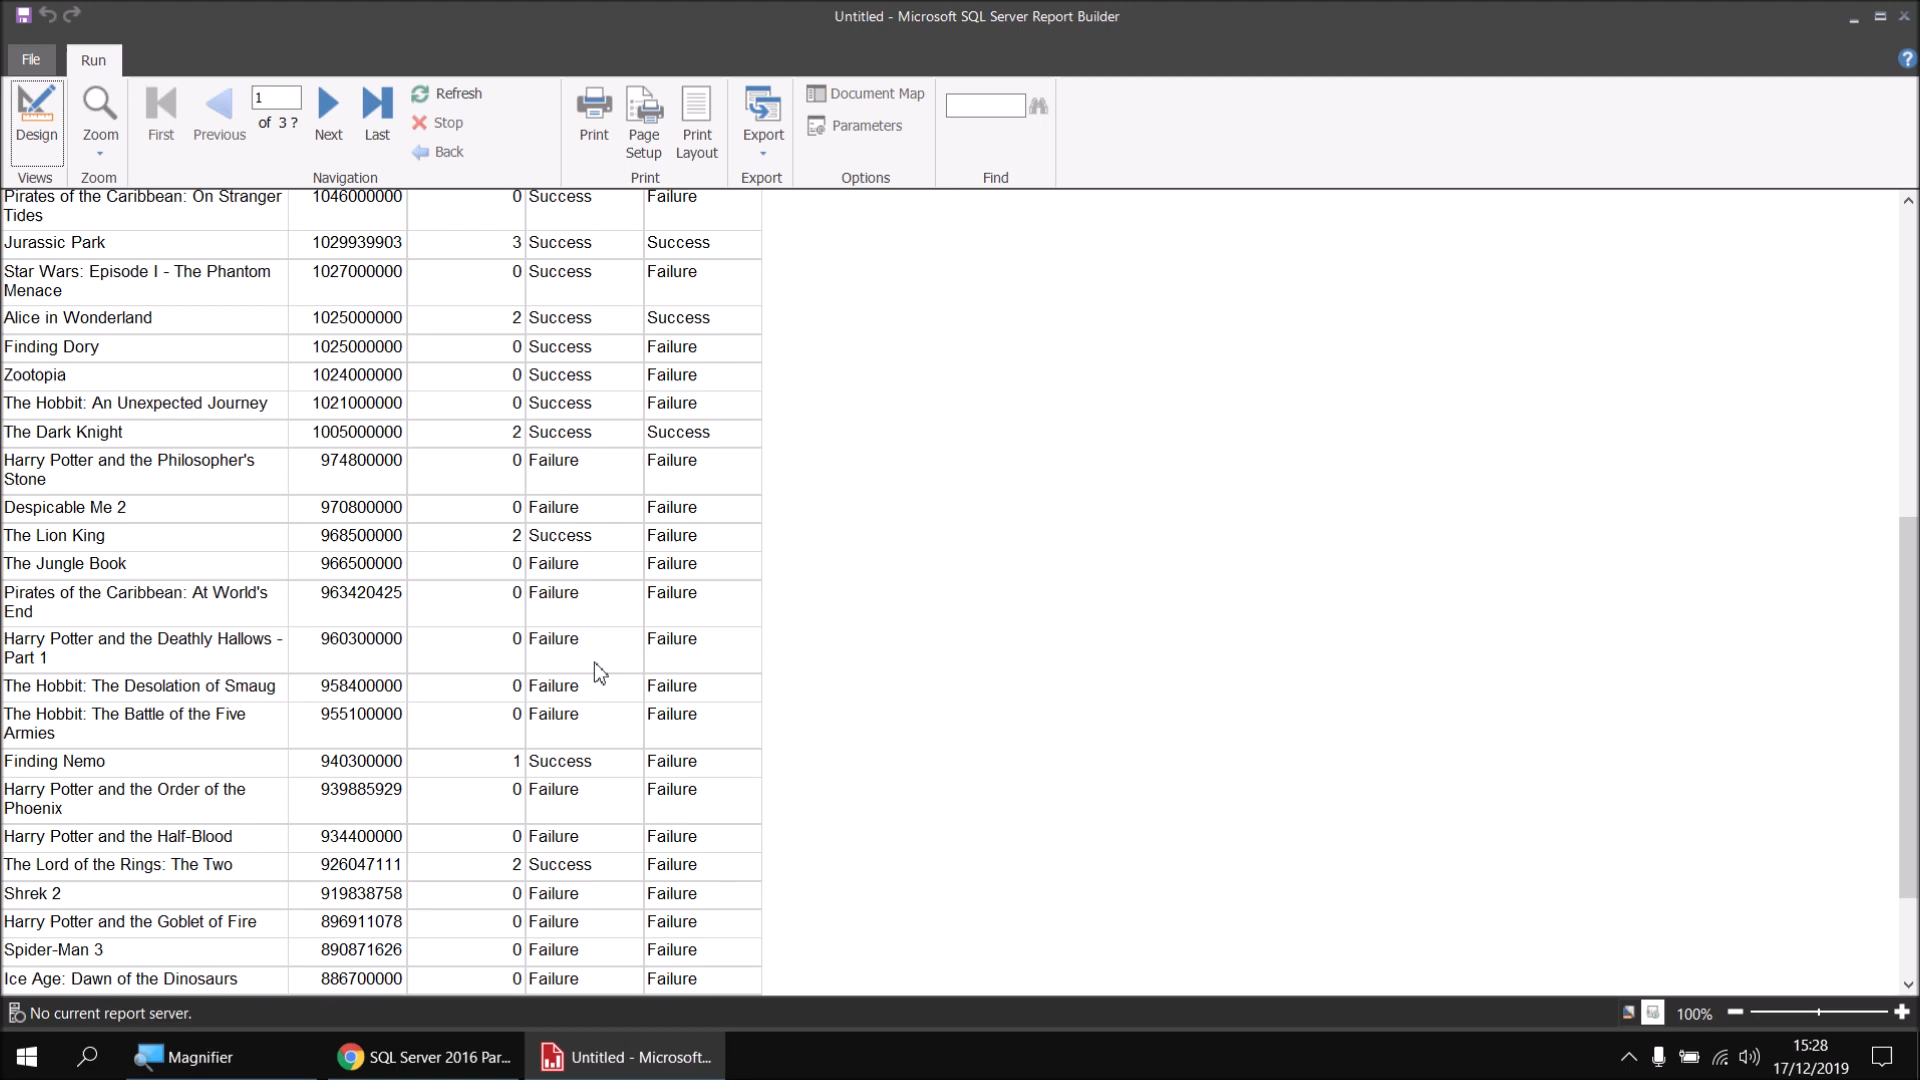 Untitled - Microsoft SQL Server Report Builder
File
Run
Design
Zoom
First
Previous
1
of 3 ?
Next
Last
Refresh
Stop
Back
Print
Page
Setup
Print
Layout
Export
Document Map
Parameters
Views
Zoom
Navigation
Print
Export
Options
Find
Pirates of the Caribbean: On Stranger 1046000000 0 Success Failure
Tides
Jurassic Park 1029939903 3 Success Success
Star Wars: Episode I - The Phantom 1027000000 0 Success Failure
Menace
Alice in Wonderland 1025000000 2 Success Success
Finding Dory 1025000000 0 Success Failure
Zootopia 1024000000 0 Success Failure
The Hobbit: An Unexpected Journey 1021000000 0 Success Failure
The Dark Knight 1005000000 2 Success Success
Harry Potter and the Philosopher's 974800000 0 Failure Failure
Stone
Despicable Me 2 970800000 0 Failure Failure
The Lion King 968500000 2 Success Failure
The Jungle Book 966500000 0 Failure Failure
Pirates of the Caribbean: At World's 963420425 0 Failure Failure
End
Harry Potter and the Deathly Hallows - 960300000 0 Failure Failure
Part 1
The Hobbit: The Desolation of Smaug 958400000 0 Failure Failure
The Hobbit: The Battle of the Five 955100000 0 Failure Failure
Armies
Finding Nemo 940300000 1 Success Failure
Harry Potter and the Order of the 939885929 0 Failure Failure
Phoenix
Harry Potter and the Half-Blood 934400000 0 Failure Failure
The Lord of the Rings: The Two 926047111 2 Success Failure
Shrek 2 919838758 0 Failure Failure
Harry Potter and the Goblet of Fire 896911078 0 Failure Failure
Spider-Man 3 890871626 0 Failure Failure
Ice Age: Dawn of the Dinosaurs 886700000 0 Failure Failure
No current report server.
100%
Magnifier
SQL Server 2016 Par...
Untitled - Microsoft...
15:28
17/12/2019